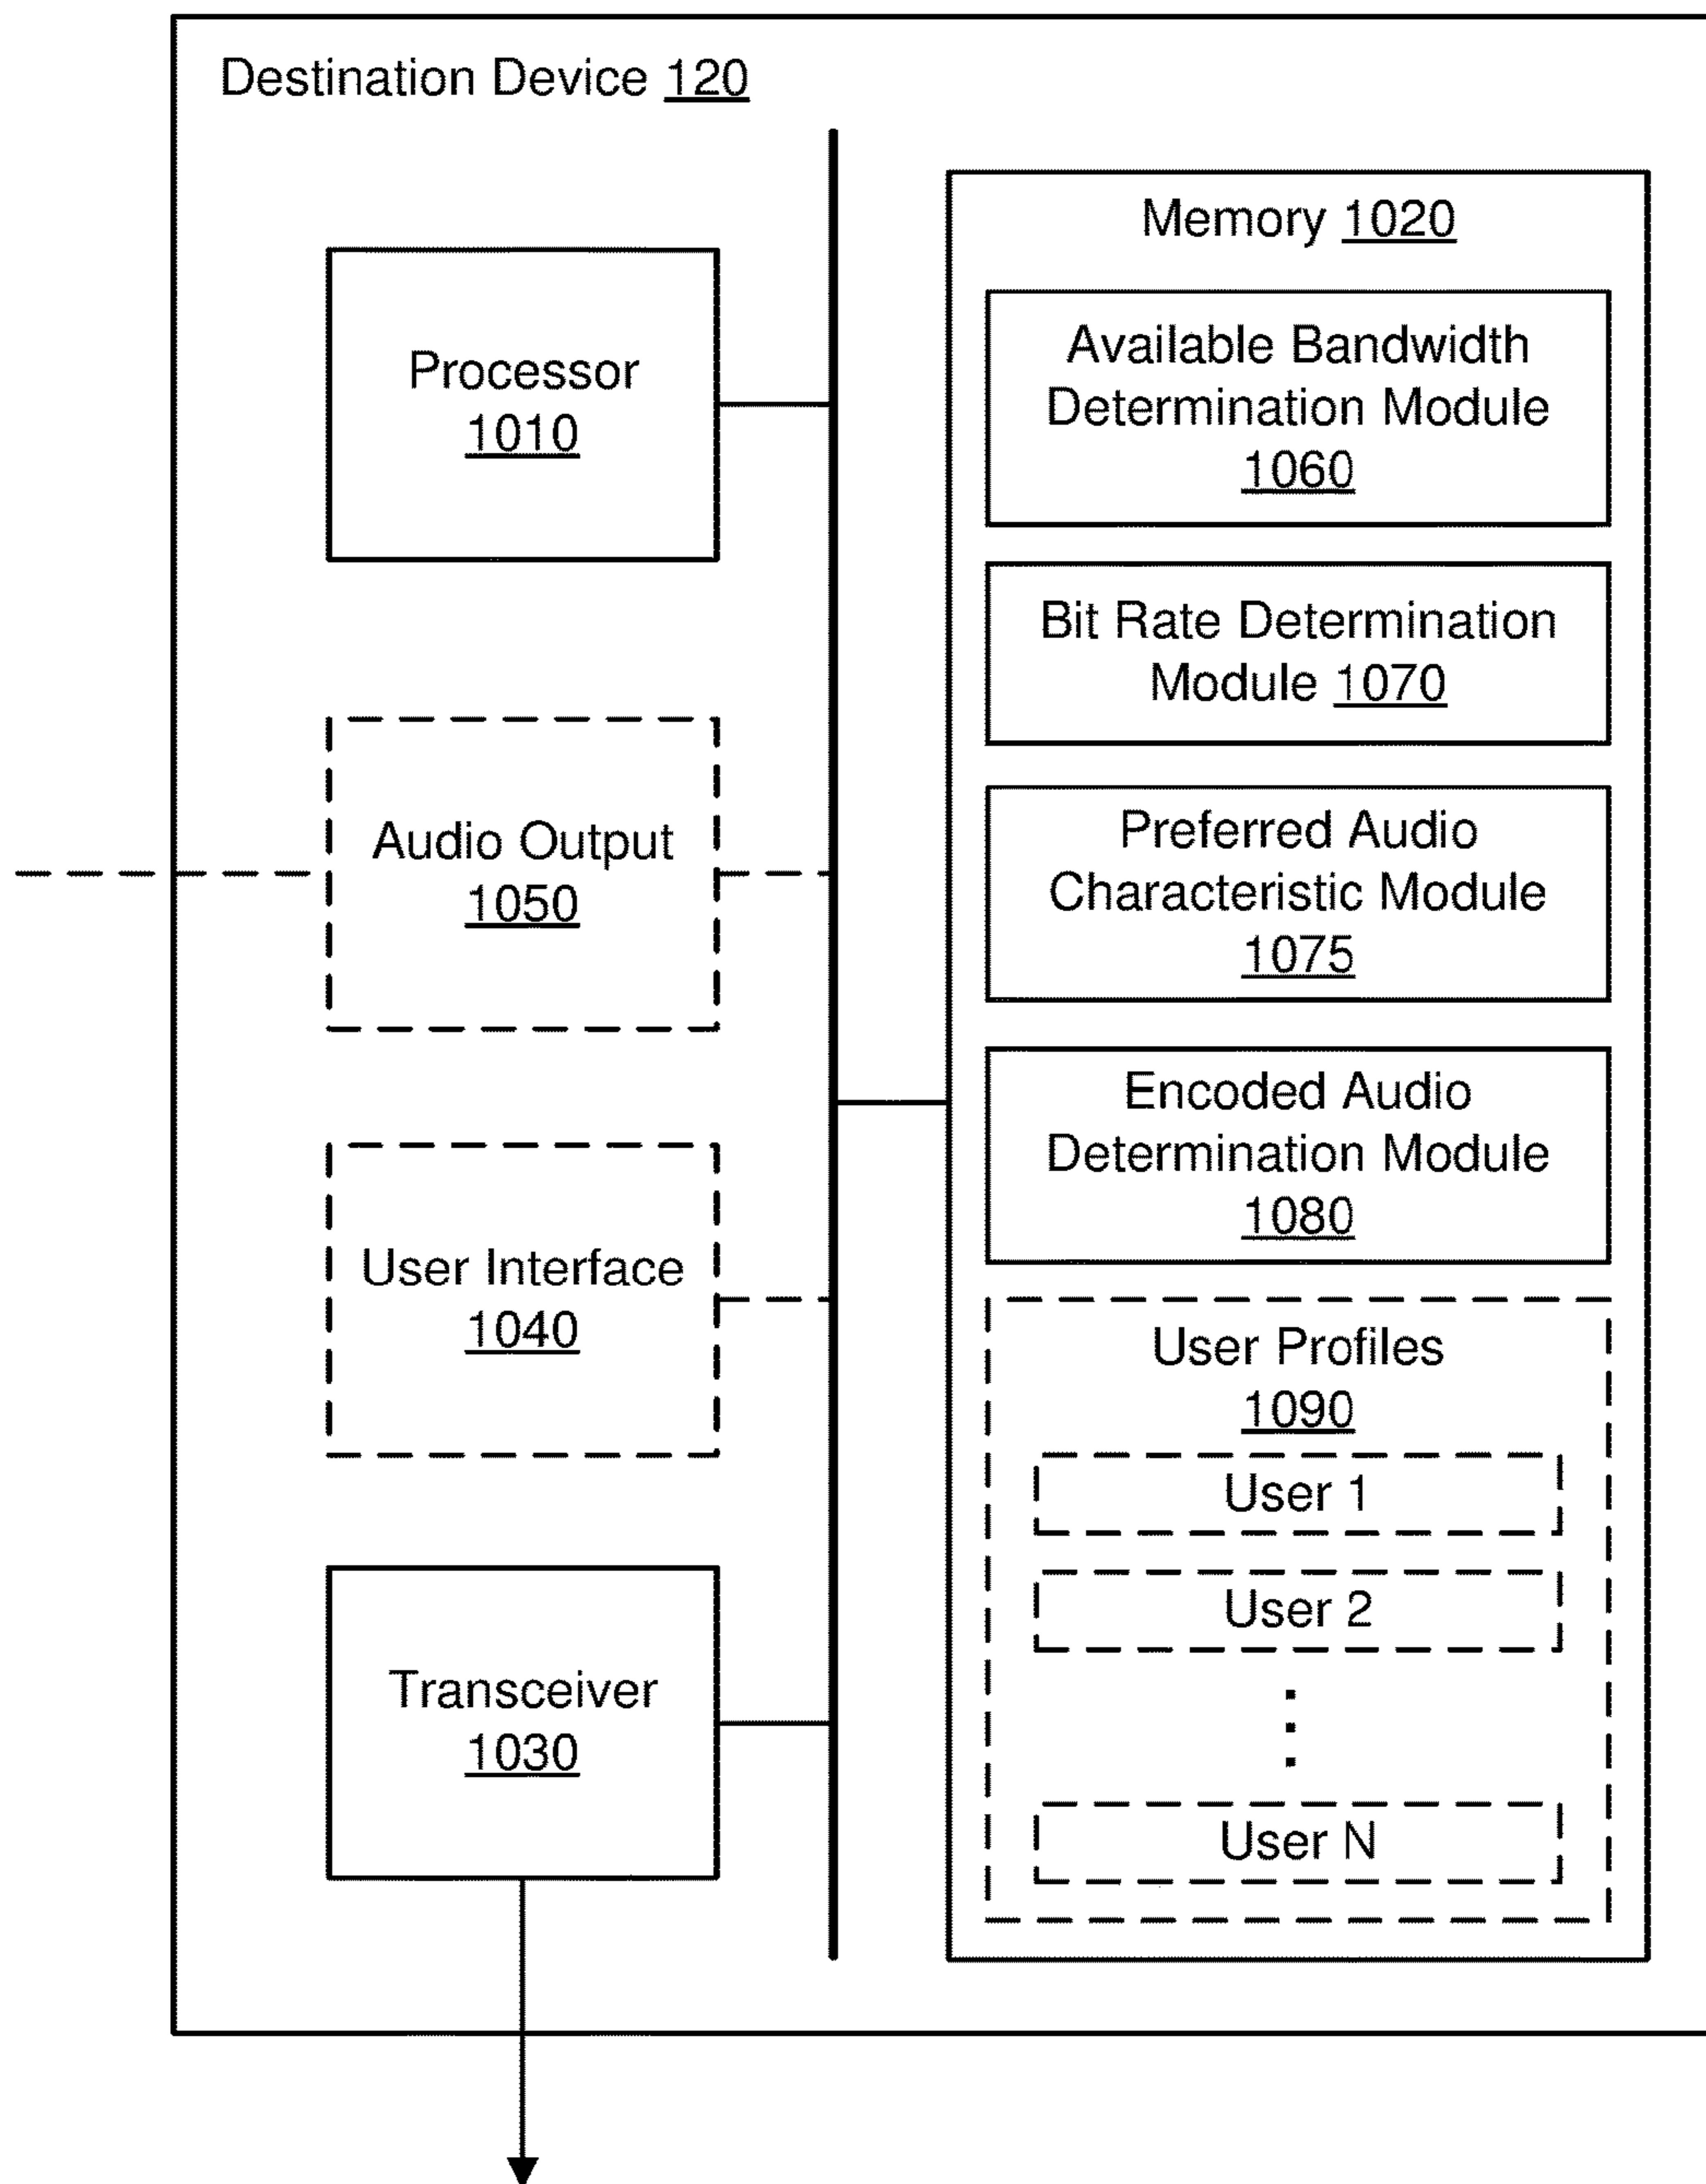 Destination Device 120
Processor
1010
Audio Output
1050
User Interface
1040
Transceiver
1030
Memory 1020
Available Bandwidth
Determination Module
1060
Bit Rate Determination
Module 1070
Preferred Audio
Characteristic Module
1075
Encoded Audio
Determination Module
1080
User Profiles
1090
User 1
User 2
User N